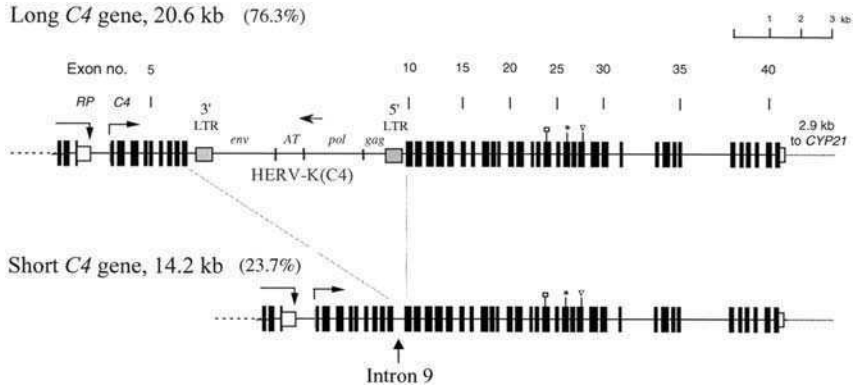 Long C4 gene, 20.6 kb (76.3%)
1 2 3 kb
Exon no. 5 10 15 20 25 30 35 40
RP C4 3' LTR env AT pol gag 5' LTR
2.9 kb to CYP21
HERV-K(C4)
Short C4 gene, 14.2 kb (23.7%)
Intron 9